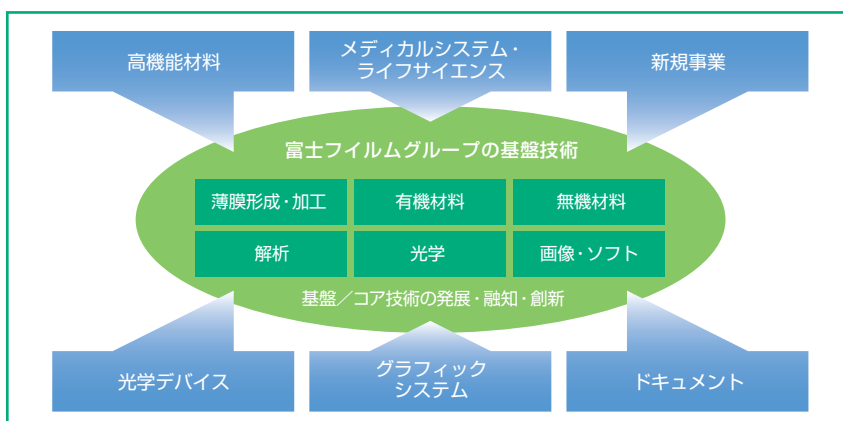 高機能材料
メディカルシステム・
ライフサイエンス
新規事業
富士フイルムグループの基盤技術
薄膜形成・加工
有機材料
無機材料
解析
光学
画像・ソフト
基盤／コア技術の発展・融知・創新
光学デバイス
グラフィック
システム
ドキュメント